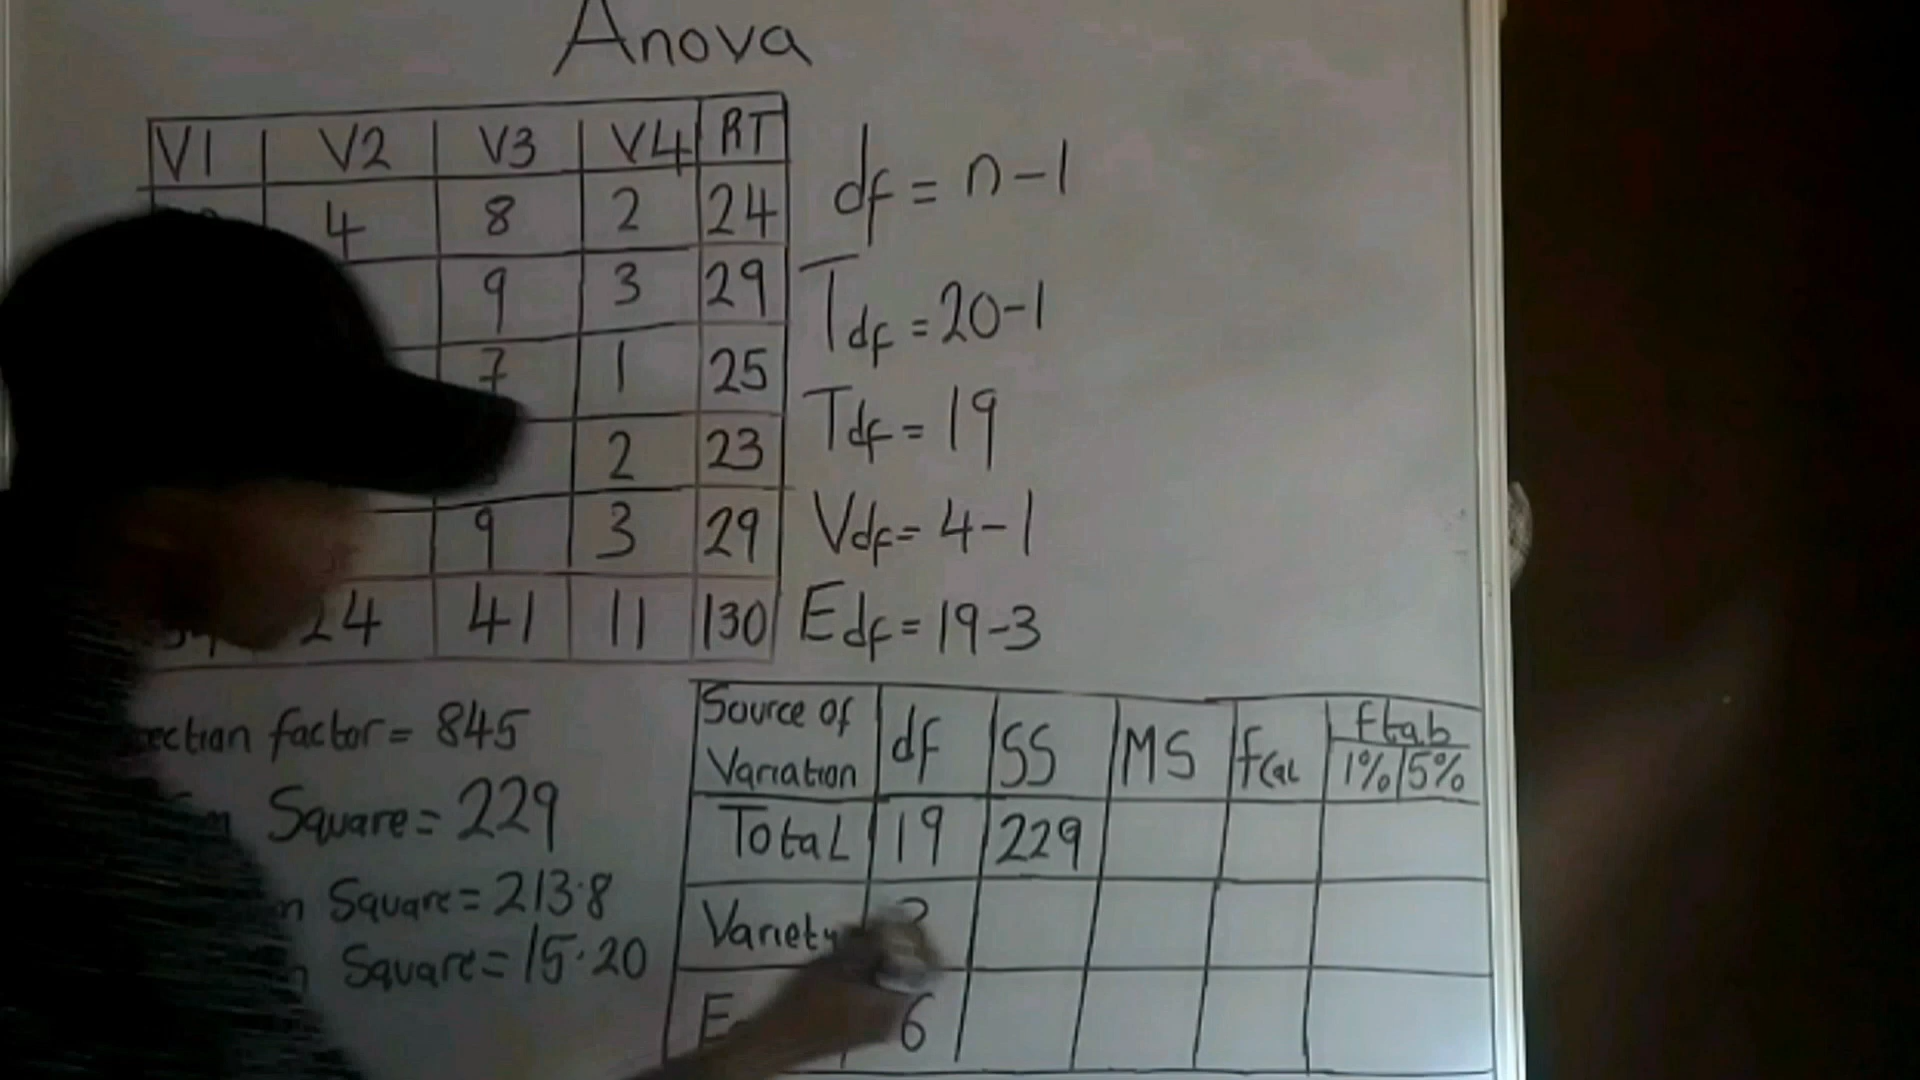 Anova
V1 V2 V3 V4 RT
4 8 2 24
9 3 29
7 1 25
2 23
9 3 29
24 41 11 130
df = n-1
Tdf = 20-1
Tdf = 19
Vdf = 4-1
Edf = 19-3
factor = 845
Square = 229
Square = 213.8
Square = 15.20
Source of Variation df SS MS fcal ftab
1% 5%
Total 19 229
Variety
6